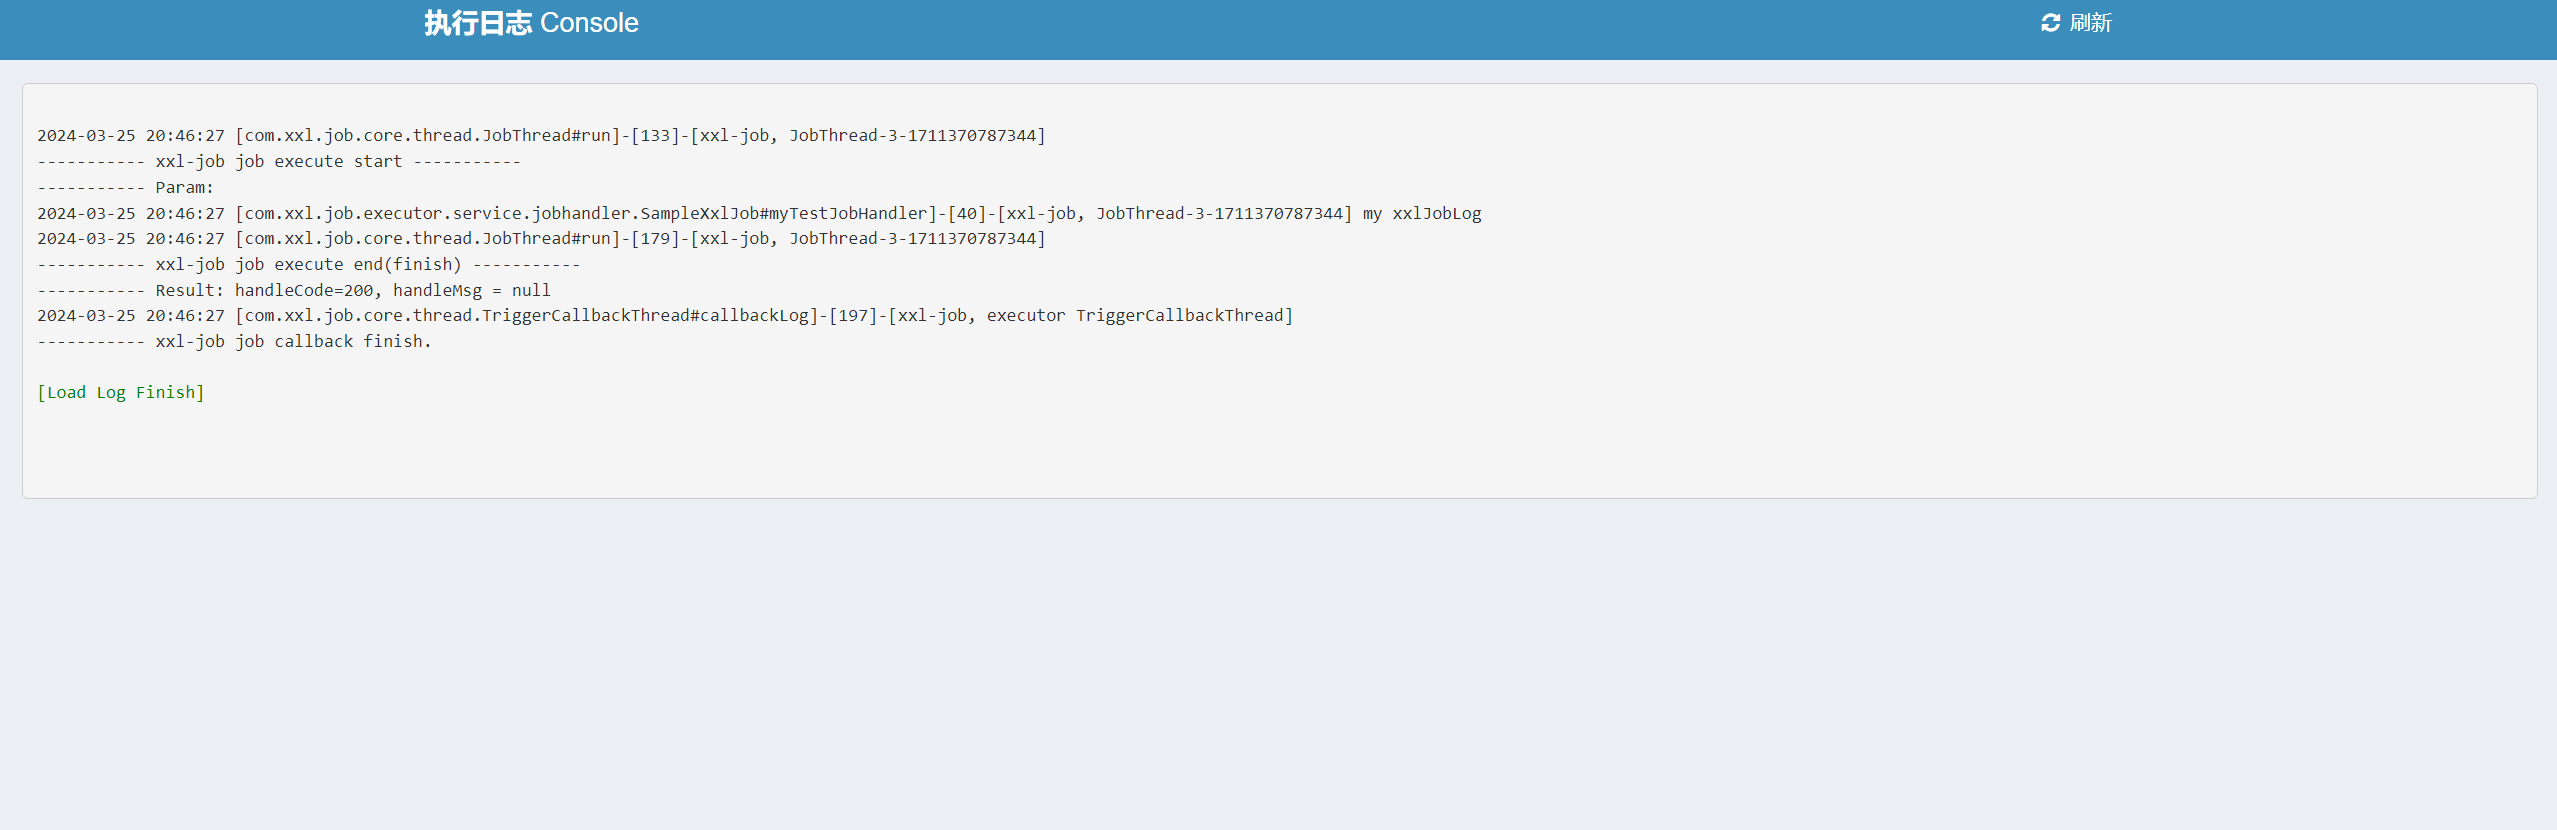 执行日志 Console
刷新
2024-03-25 20:46:27 [com.xxl.job.core.thread.JobThread#run]-[133]-[xxl-job, JobThread-3-1711370787344]
----------- xxl-job job execute start -----------
----------- Param:
2024-03-25 20:46:27 [com.xxl.job.executor.service.jobhandler.SampleXxlJob#myTestJobHandler]-[40]-[xxl-job, JobThread-3-1711370787344] my xxlJobLog
2024-03-25 20:46:27 [com.xxl.job.core.thread.JobThread#run]-[179]-[xxl-job, JobThread-3-1711370787344]
----------- xxl-job job execute end(finish) -----------
----------- Result: handleCode=200, handleMsg = null
2024-03-25 20:46:27 [com.xxl.job.core.thread.TriggerCallbackThread#callbackLog]-[197]-[xxl-job, executor TriggerCallbackThread]
----------- xxl-job job callback finish.
[Load Log Finish]